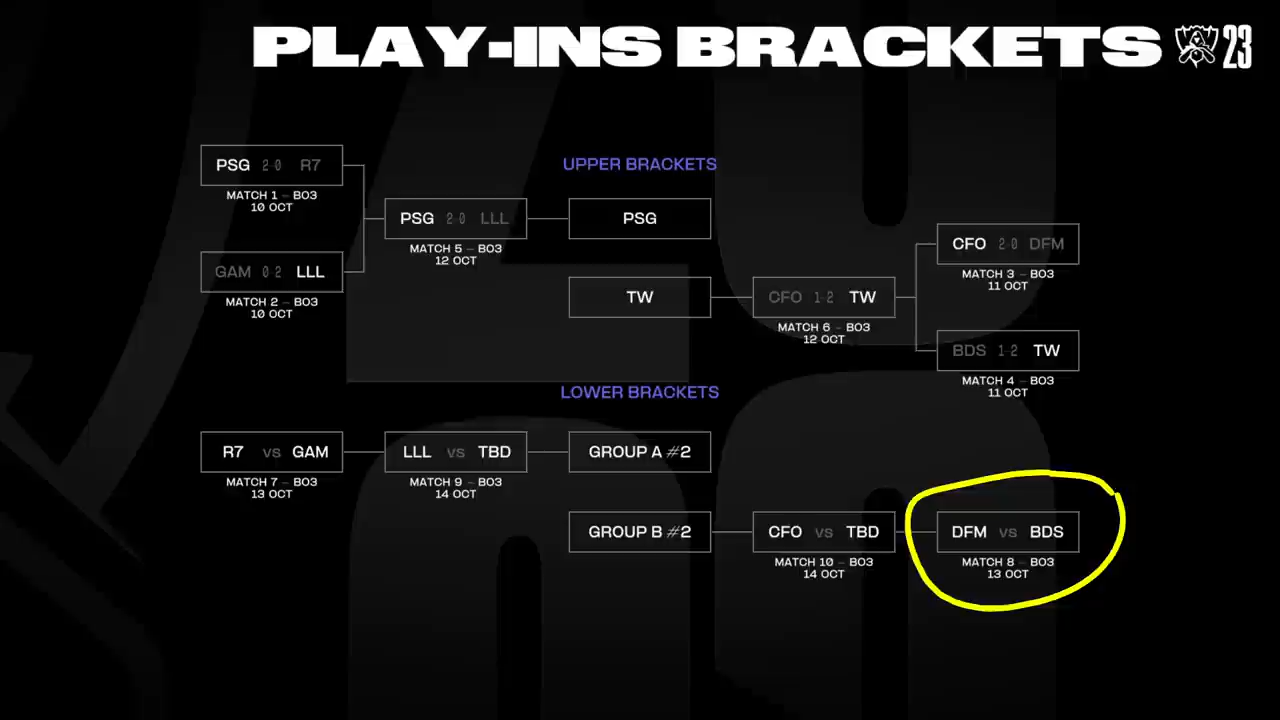 PLAY-INS BRACKETS 23
UPPER BRACKETS
PSG 2-0 R7
MATCH 1 – BO3
10 OCT
GAM 0-2 LLL
MATCH 2 – BO3
10 OCT
PSG 2-0 LLL
MATCH 5 – BO3
12 OCT
PSG
TW
CFO 1-2 TW
MATCH 6 – BO3
12 OCT
CFO 2-0 DFM
MATCH 3 – BO3
11 OCT
BDS 1-2 TW
MATCH 4 – BO3
11 OCT
LOWER BRACKETS
R7 vs GAM
MATCH 7 – BO3
13 OCT
LLL vs TBD
MATCH 9 – BO3
14 OCT
GROUP A #2
GROUP B #2
CFO vs TBD
MATCH 10 – BO3
14 OCT
DFM vs BDS
MATCH 8 – BO3
13 OCT